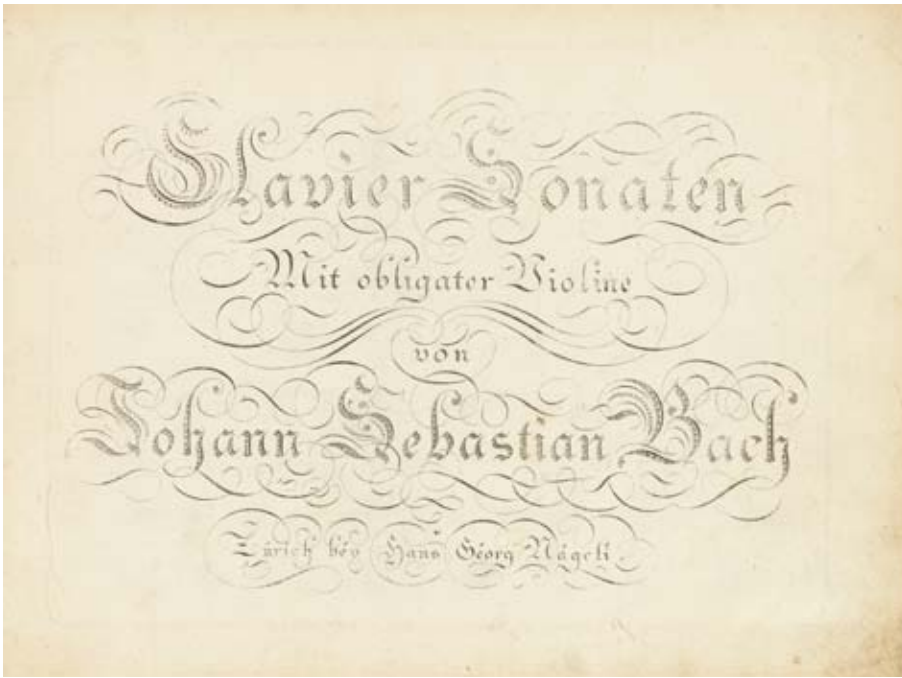 Clavier Sonaten
Mit obligater Violine
von
Johann Sebastian Bach
Zürich bey Hans Georg Nägeli.